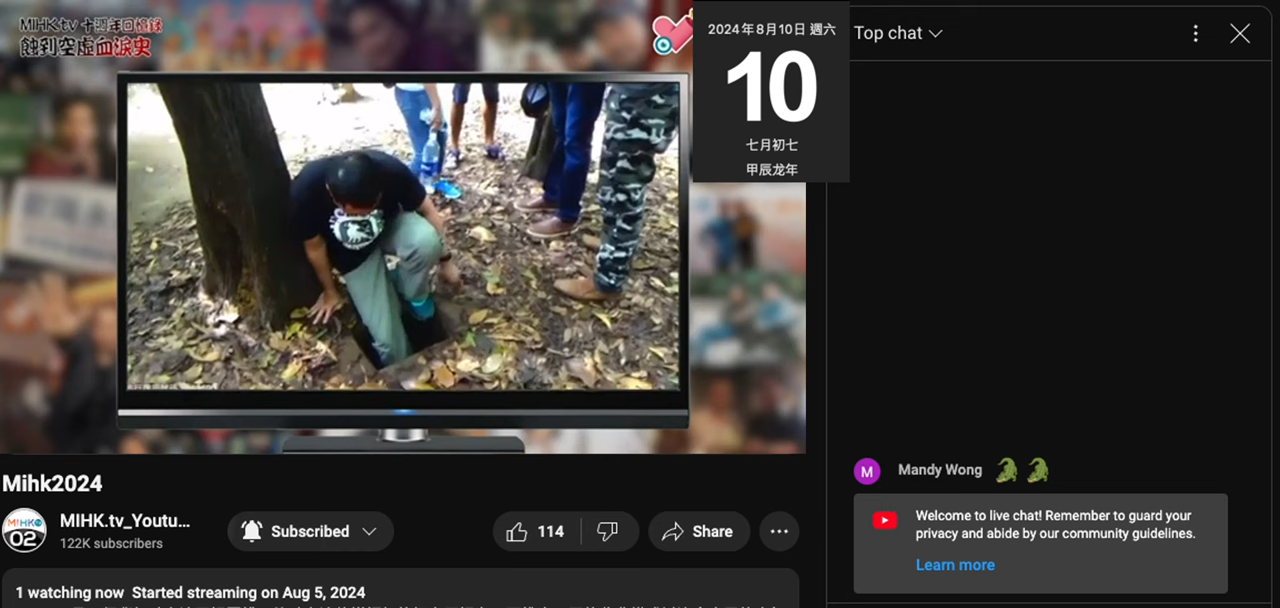 MIHK.tv 十週年回憶錄
蝕到空虛血淚史
2024年8月10日 週六
10
七月初七
甲辰龙年
Top chat
Mandy Wong
M
Welcome to live chat! Remember to guard your
privacy and abide by our community guidelines.
Learn more
Mihk2024
MIHK.tv_Youtu...
122K subscribers
MIHK
02
Subscribed
114
Share
1 watching now Started streaming on Aug 5, 2024